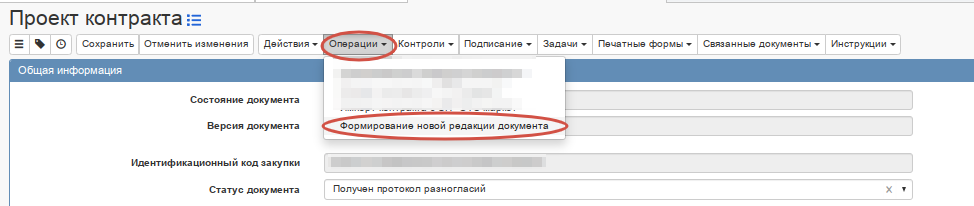 Проект контракта
Сохранить Отменить изменения Действия Операции Контроли Подписание Задачи Печатные формы Связанные документы Инструкции
Общая информация
Состояние документа
Версия документа
Формирование новой редакции документа
Идентификационный код закупки
Статус документа Получен протокол разногласий x